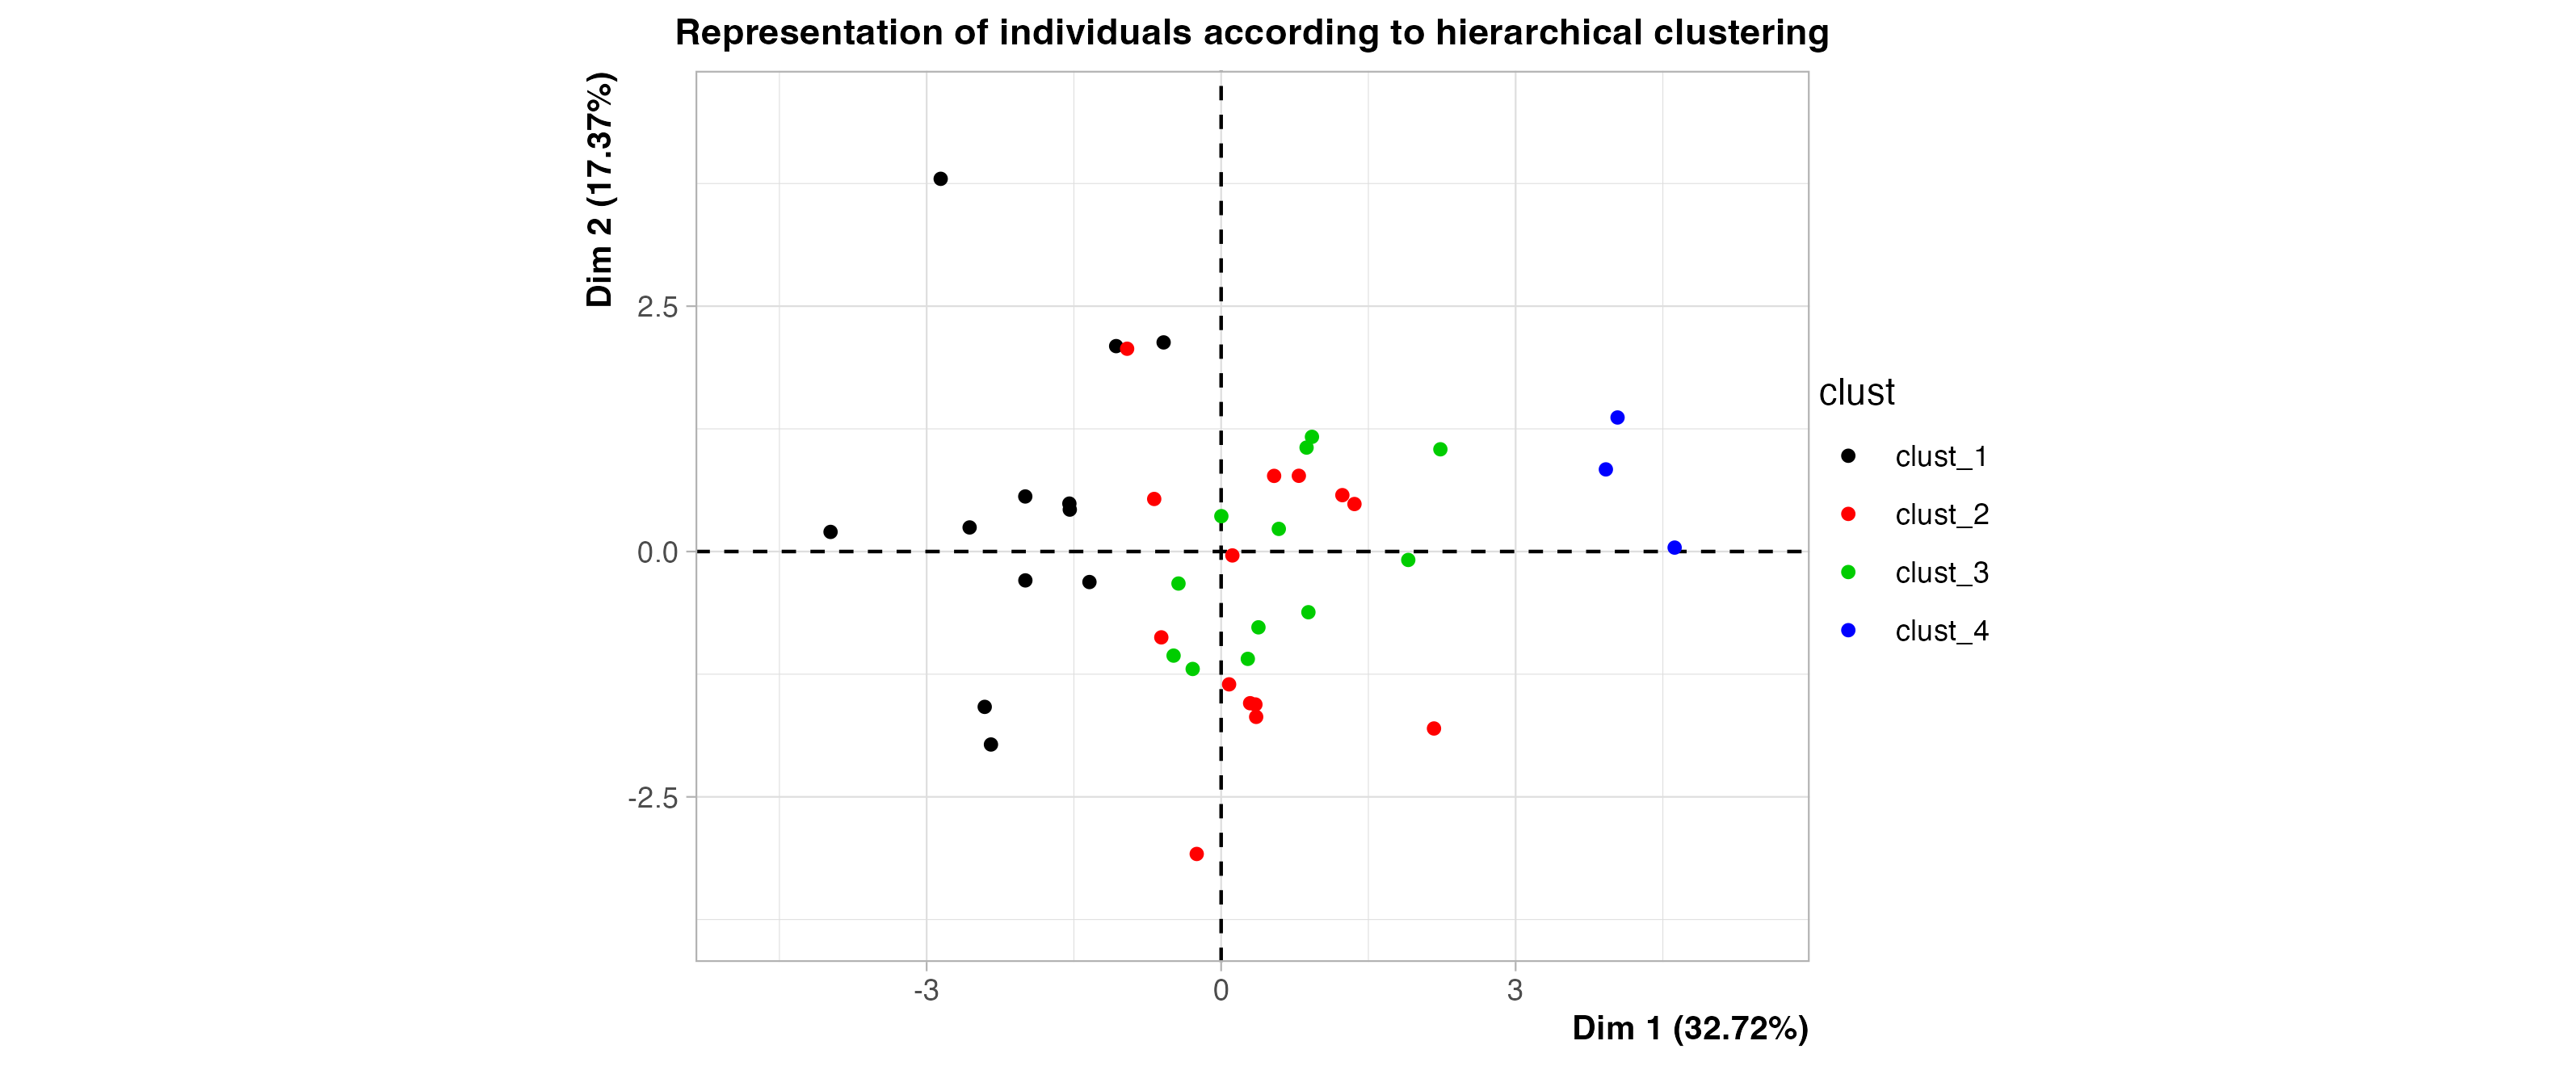 Representation of individuals according to hierarchical clustering
Dim 2 (17.37%)
2.5
0.0
-2.5
-3
0
3
Dim 1 (32.72%)
clust
clust_1
clust_2
clust_3
clust_4